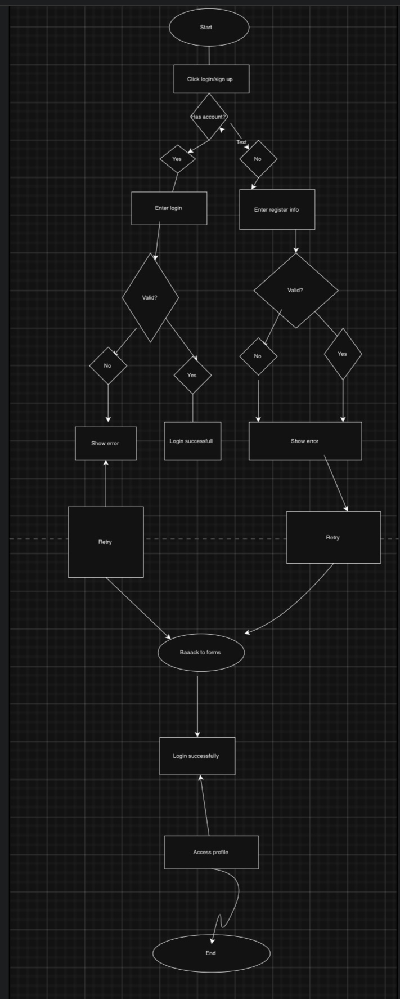 Start
Click login/sign up
Has account?
Text
Yes
No
Enter login
Enter register info
Valid?
Valid?
No
Yes
No
Yes
Show error
Login successfull
Show error
Retry
Retry
Baaack to forms
Login successfully
Access profile
End